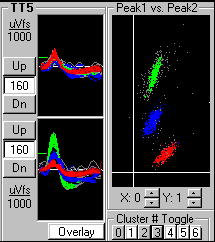 TT5
Peak1 vs. Peak2
uVfs
1000
Up
160
Dn
Up
160
Dn
uVfs
1000
Overlay
X: 0 Y: 1
Cluster # Toggle
0 1 2 3 4 5 6